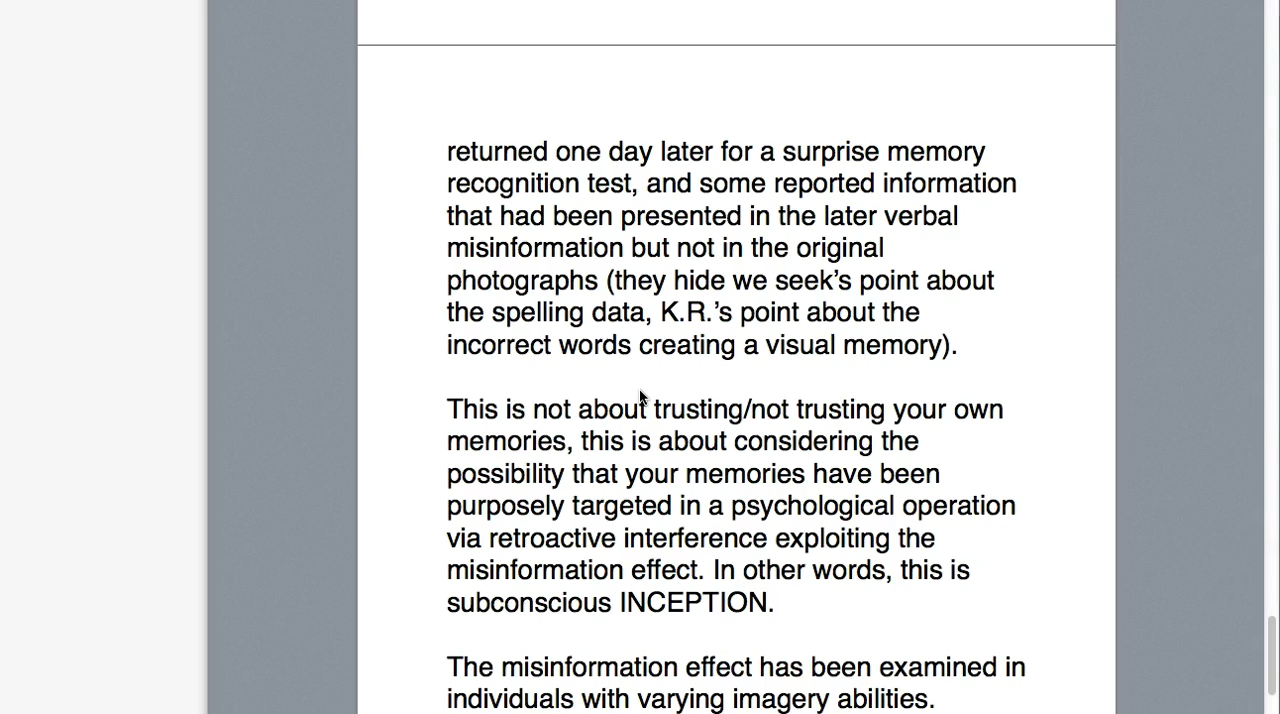 returned one day later for a surprise memory
recognition test, and some reported information
that had been presented in the later verbal
misinformation but not in the original
photographs (they hide we seek’s point about
the spelling data, K.R.’s point about the
incorrect words creating a visual memory).
This is not about trusting/not trusting your own
memories, this is about considering the
possibility that your memories have been
purposely targeted in a psychological operation
via retroactive interference exploiting the
misinformation effect. In other words, this is
subconscious INCEPTION.
The misinformation effect has been examined in
individuals with varying imagery abilities.